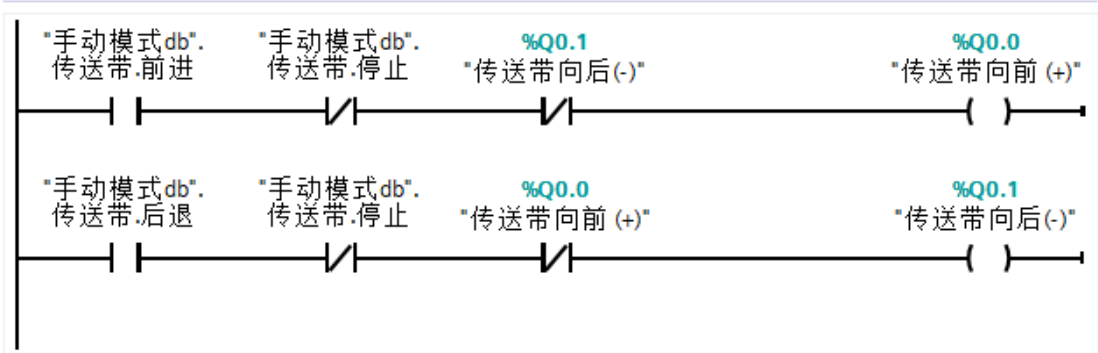 "手动模式db". "手动模式db". %Q0.1 %Q0.0
传送带.前进 传送带.停止 "传送带向后(-)" "传送带向前 (+)"
"手动模式db". "手动模式db". %Q0.0 %Q0.1
传送带.后退 传送带.停止 "传送带向前 (+)" "传送带向后(-)"